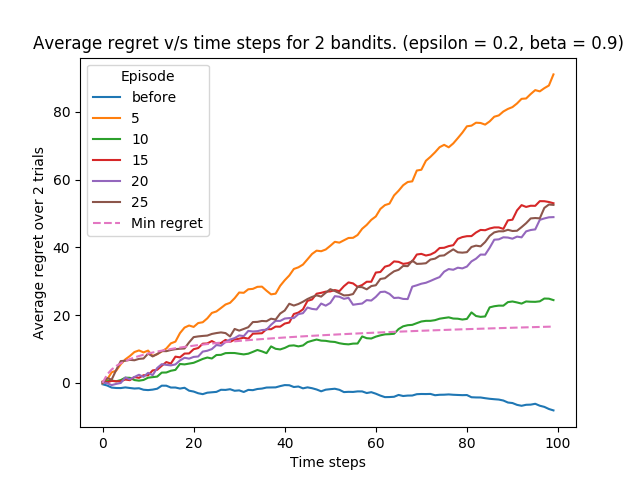 Average regret v/s time steps for 2 bandits. (epsilon = 0.2, beta = 0.9)
Episode
before
5
10
15
20
25
Min regret
Average regret over 2 trials
80
60
40
20
0
0 20 40 60 80 100
Time steps